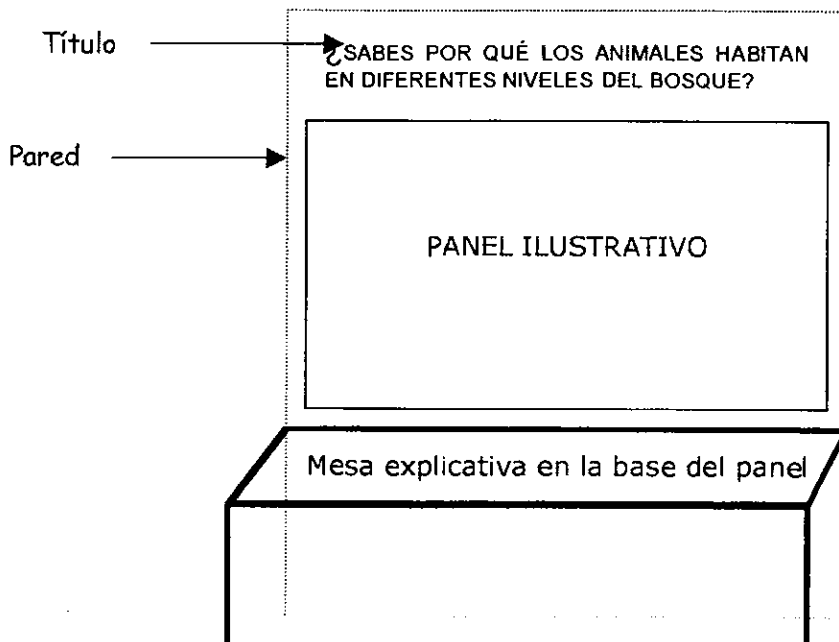 Título
¿SABES POR QUÉ LOS ANIMALES HABITAN
EN DIFERENTES NIVELES DEL BOSQUE?
Pared
PANEL ILUSTRATIVO
Mesa explicativa en la base del panel